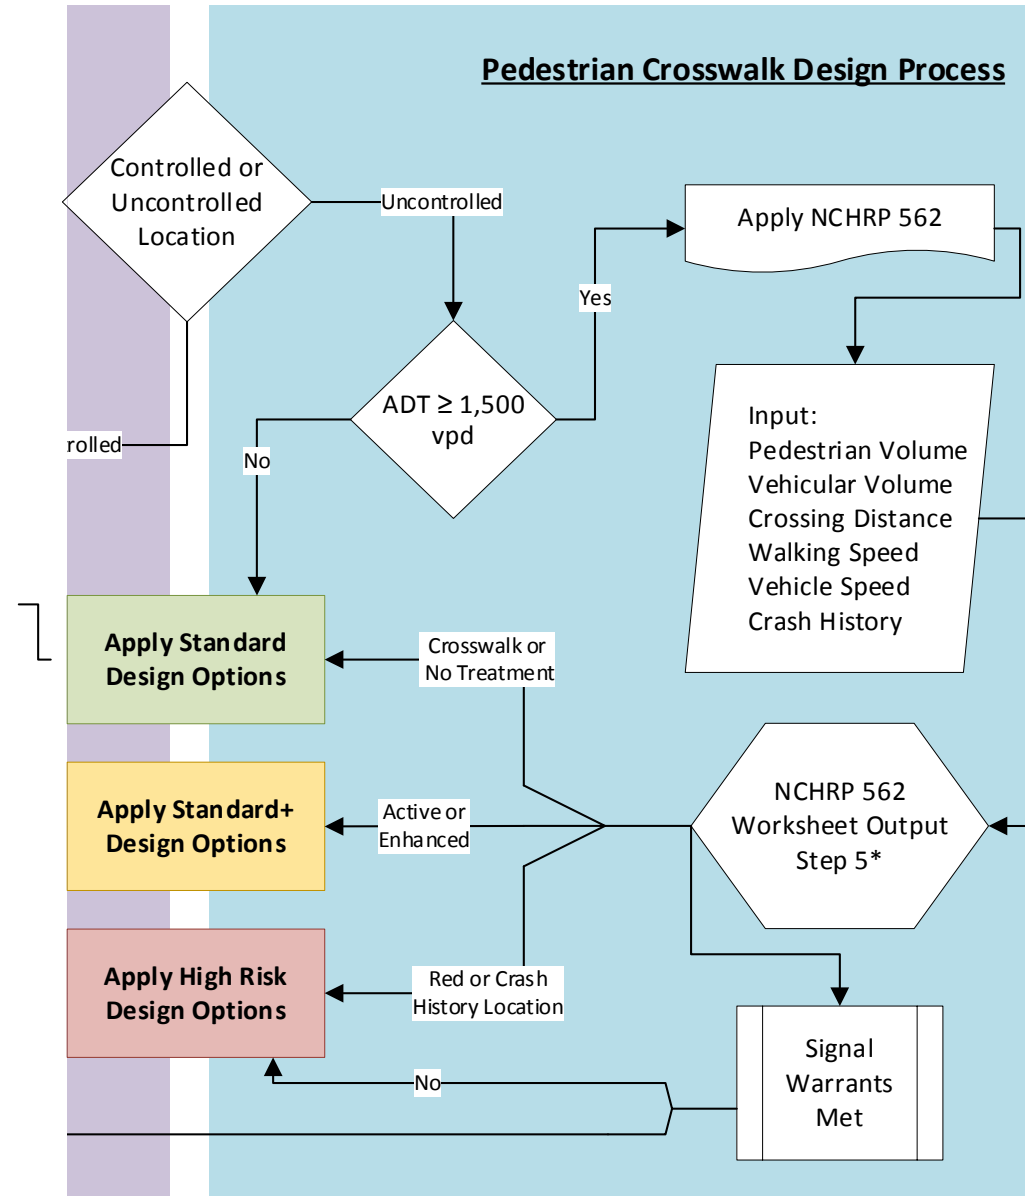 Pedestrian Crosswalk Design Process
Controlled or
Uncontrolled
Location
Uncontrolled
Apply NCHRP 562
Yes
ADT ≥ 1,500
vpd
rolled
No
Input:
Pedestrian Volume
Vehicular Volume
Crossing Distance
Walking Speed
Vehicle Speed
Crash History
Apply Standard
Design Options
Crosswalk or
No Treatment
Apply Standard+
Design Options
Active or
Enhanced
NCHRP 562
Worksheet Output
Step 5*
Apply High Risk
Design Options
Red or Crash
History Location
Signal
Warrants
Met
No